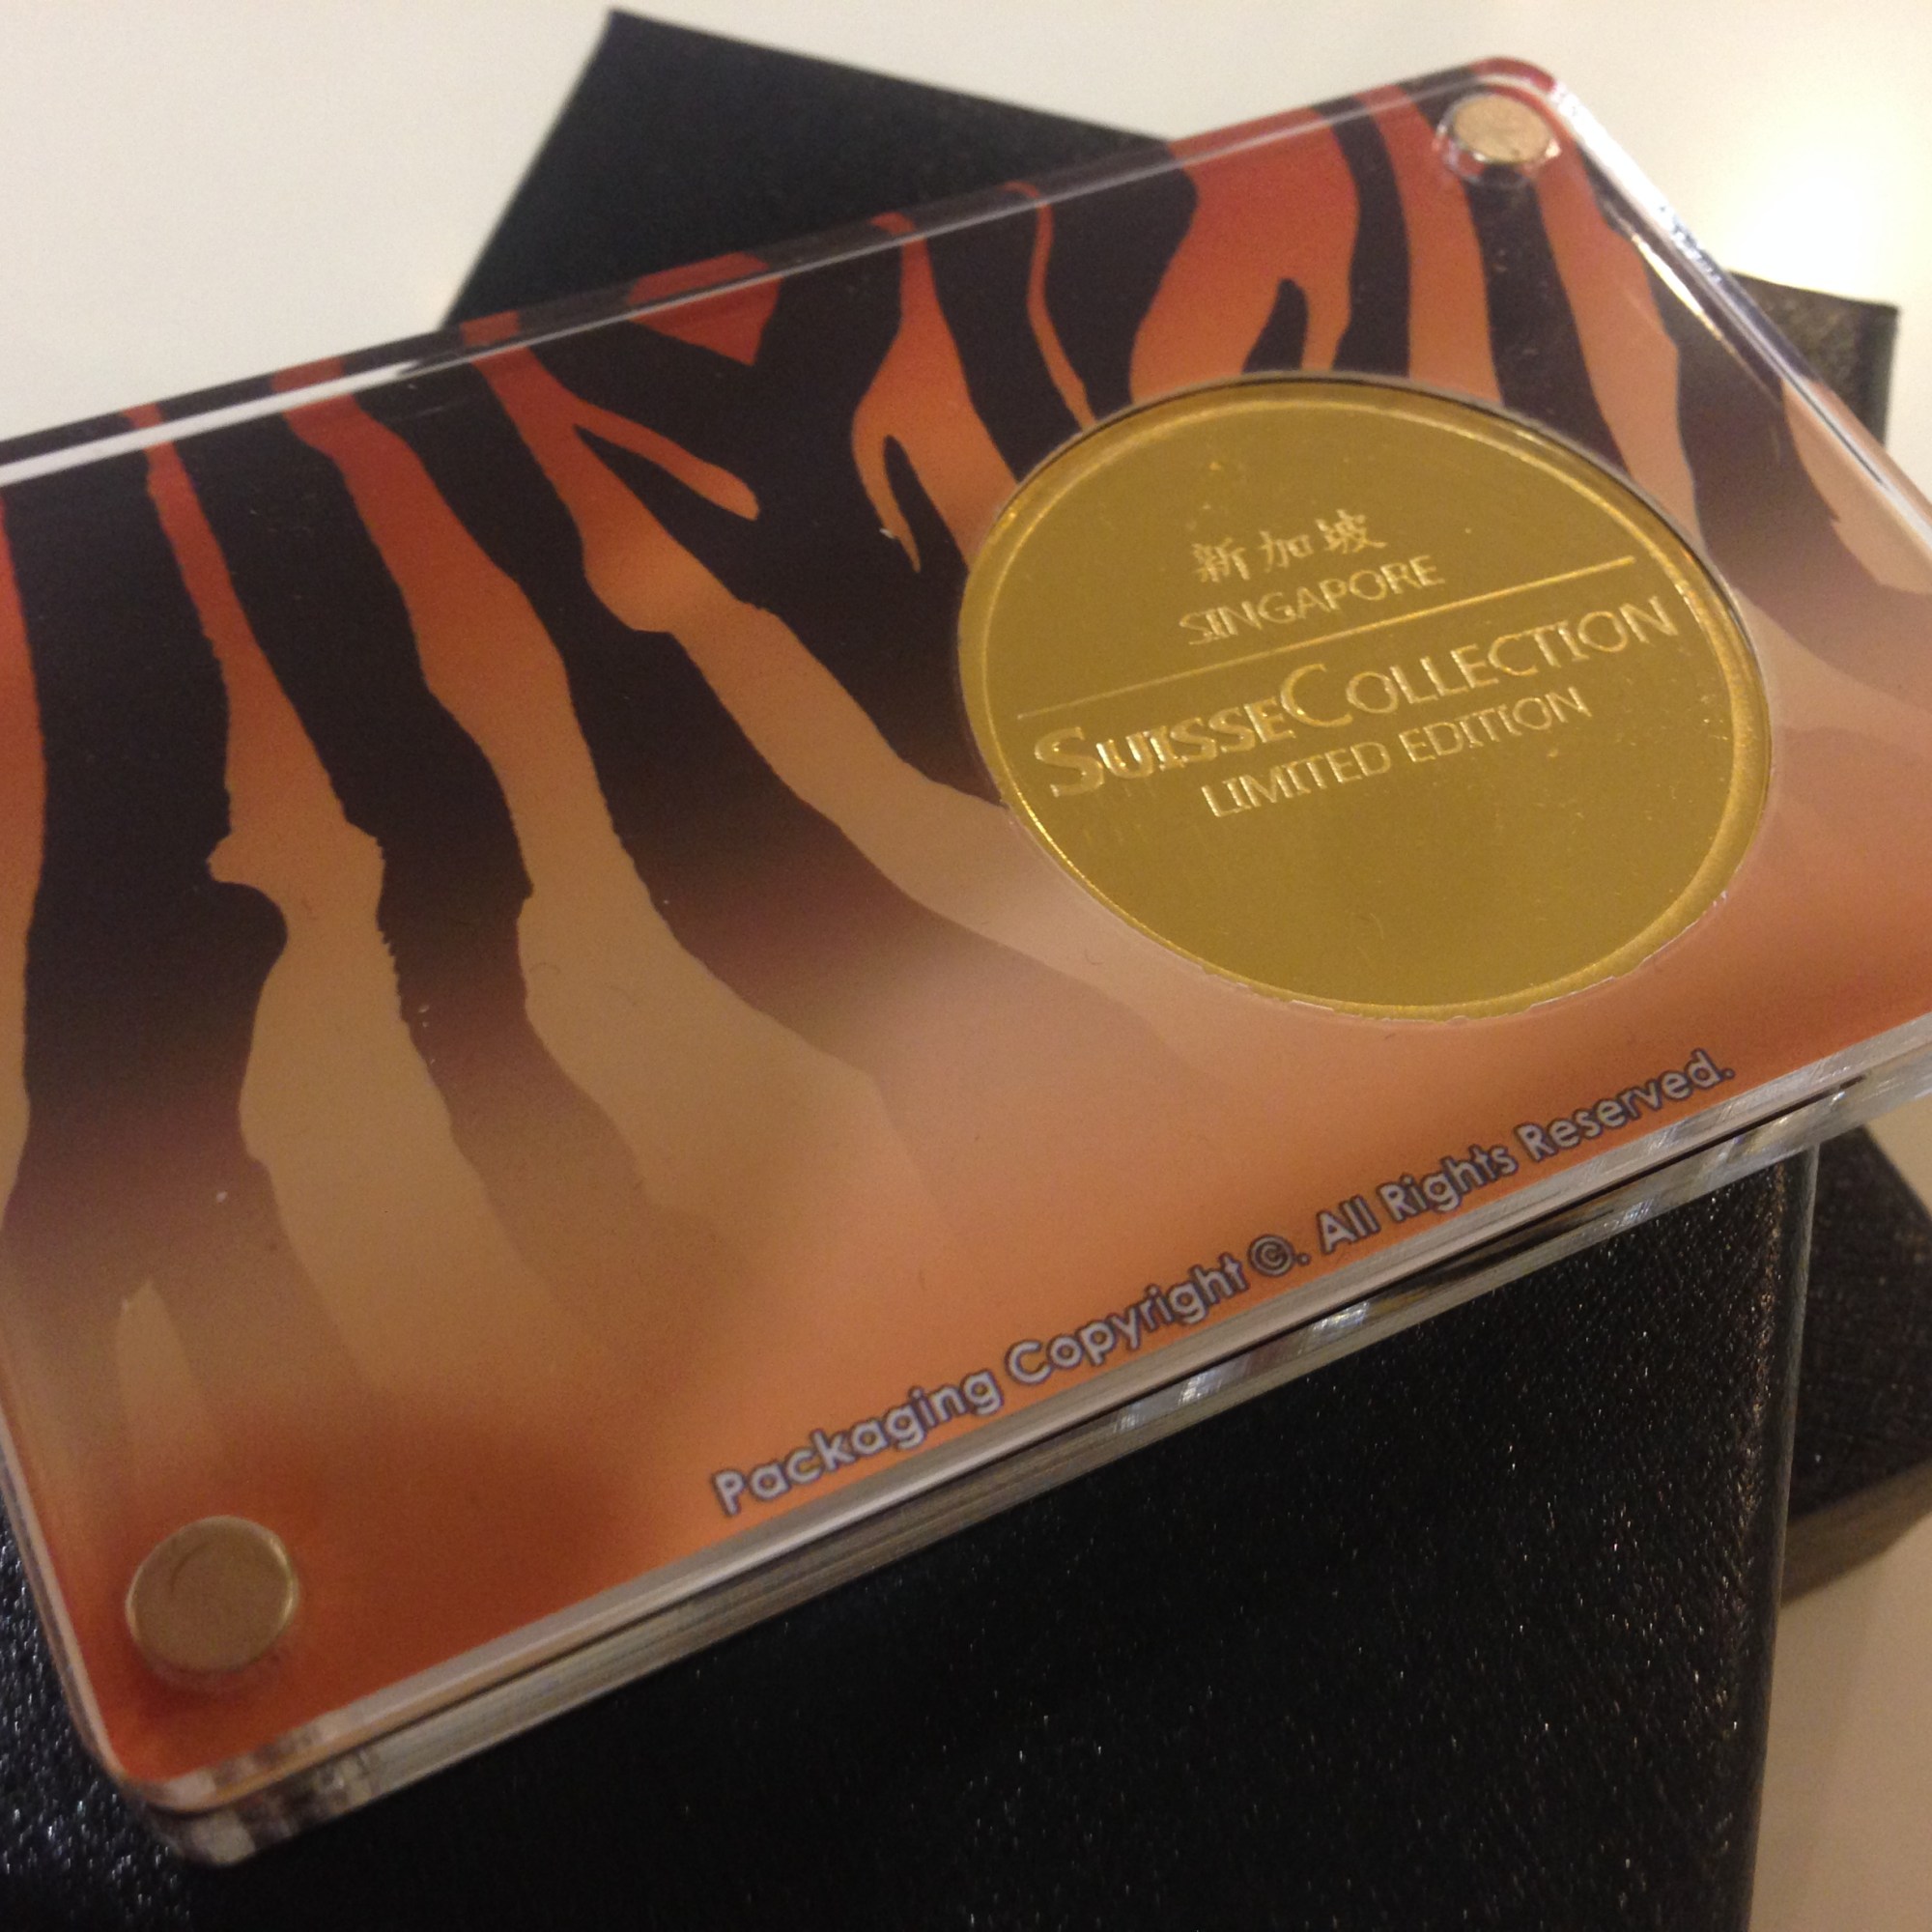 新加坡
SINGAPORE
SUISSECOLLECTION
LIMITED EDITION
Packaging Copyright ©. All Rights Reserved.